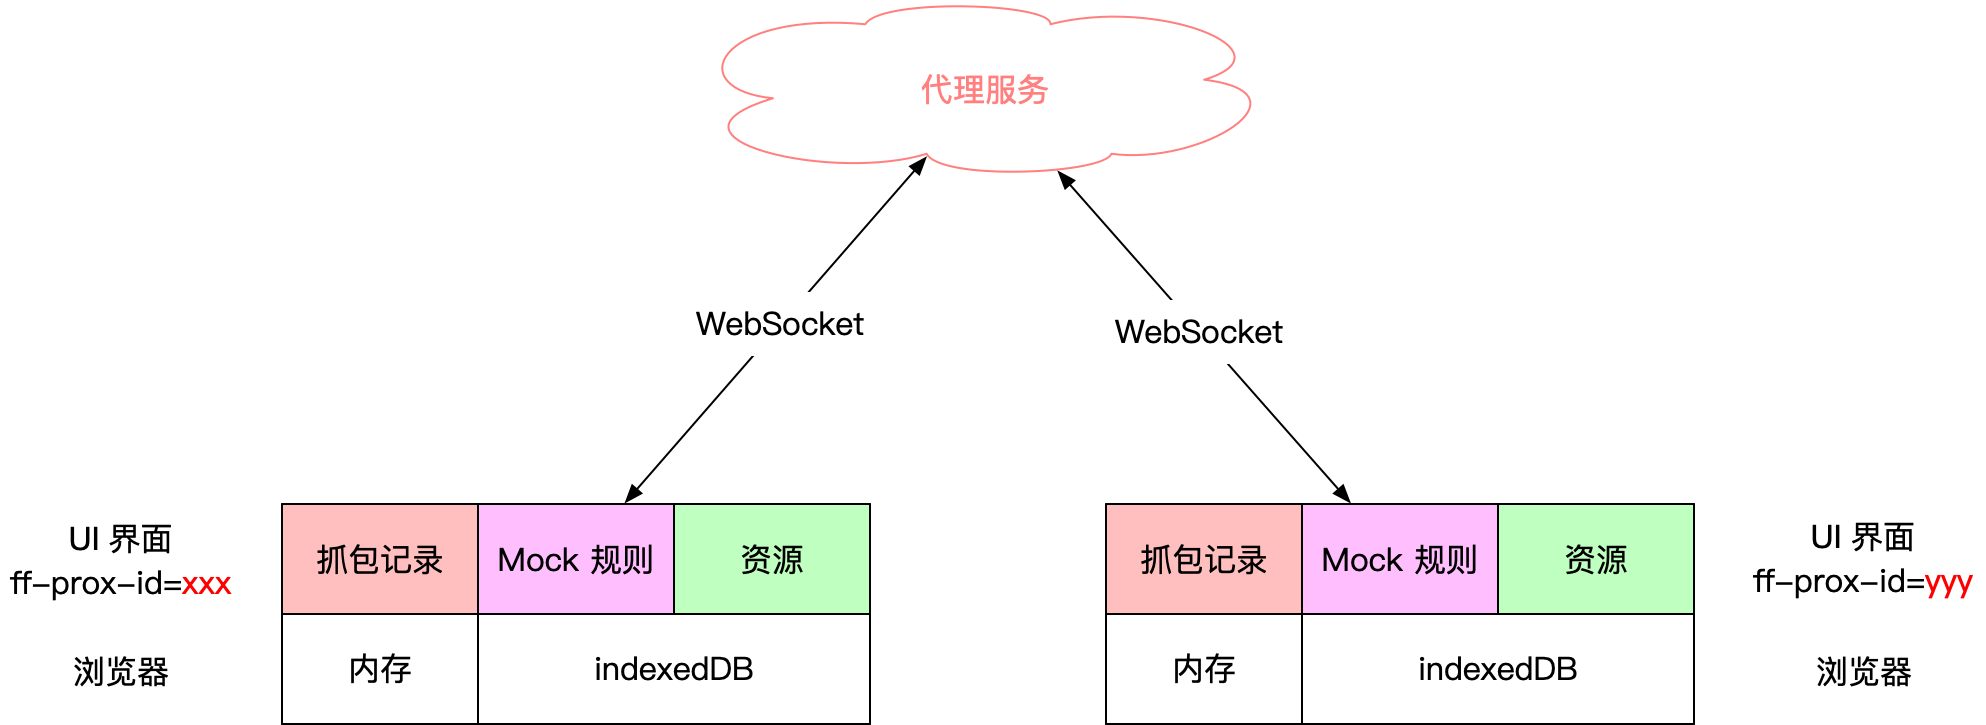 代理服务
WebSocket
WebSocket
UI 界面
ff-prox-id=xxx
抓包记录
Mock 规则
资源
抓包记录
Mock 规则
资源
UI 界面
ff-prox-id=yyy
浏览器
内存
indexedDB
内存
indexedDB
浏览器